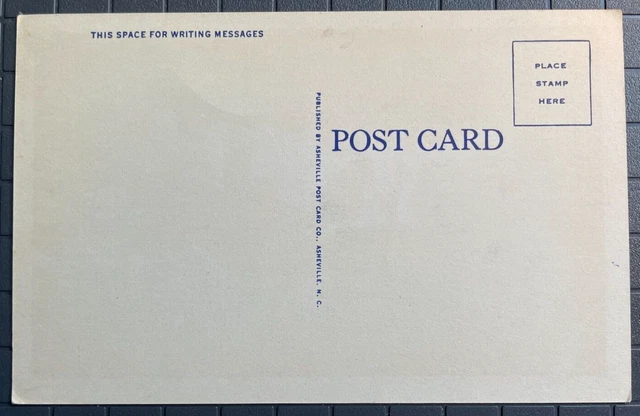 THIS SPACE FOR WRITING MESSAGES
PLACE
STAMP
HERE
POST CARD
PUBLISHED BY ASHEVILLE POST CARD CO., ASHEVILLE, N. C.